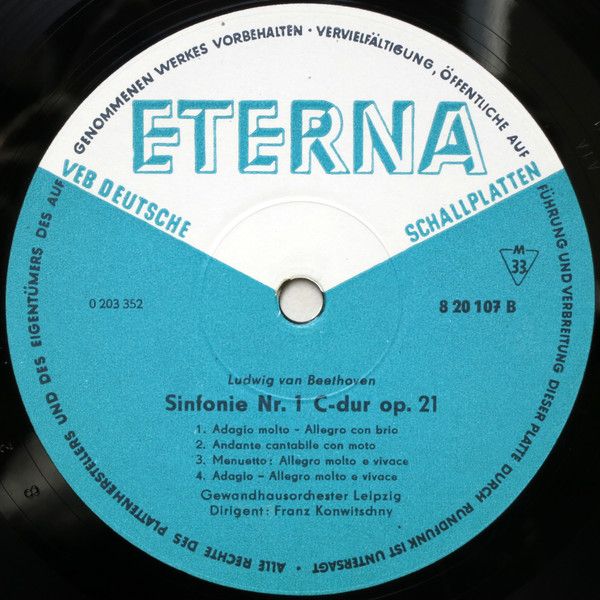 ALLE RECHTE DES PLATTENHERSTELLERS UND DES EIGENTÜMERS DES AUFGENOMMENEN WERKES VORBEHALTEN · VERVIELFÄLTIGUNG, ÖFFENTLICHE AUFFÜHRUNG UND VERBREITUNG DIESER PLATTE DURCH RUNDFUNK IST UNTERSAGT ·
ETERNA
VEB DEUTSCHE SCHALLPLATTEN
M
33
0 203 352
8 20 107 B
Ludwig van Beethoven
Sinfonie Nr. 1 C-dur op. 21
1. Adagio molto – Allegro con brio
2. Andante cantabile con moto
3. Menuetto: Allegro molto e vivace
4. Adagio – Allegro molto e vivace
Gewandhausorchester Leipzig
Dirigent: Franz Konwitschny